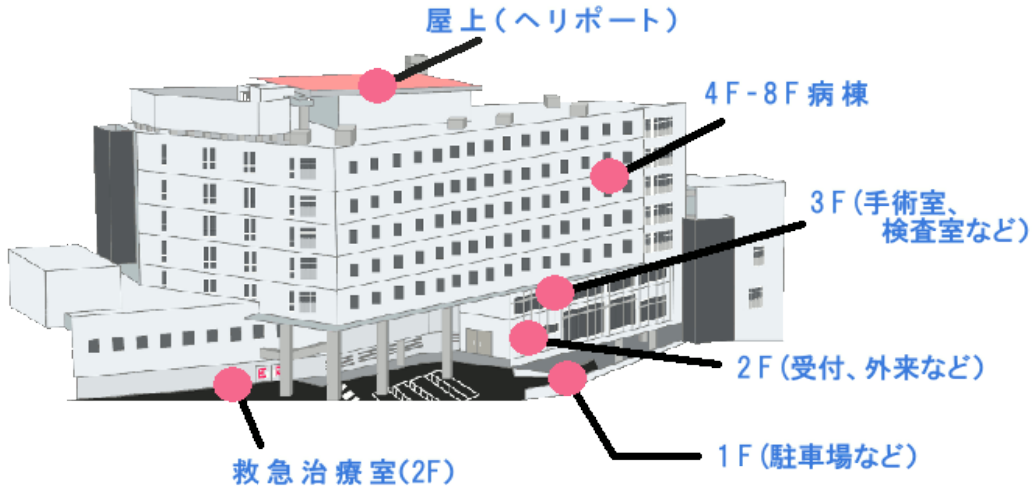 屋上(ヘリポート)
4F-8F病棟
3F(手術室、
検査室など)
2F(受付、外来など)
1F(駐車場など)
救急治療室(2F)